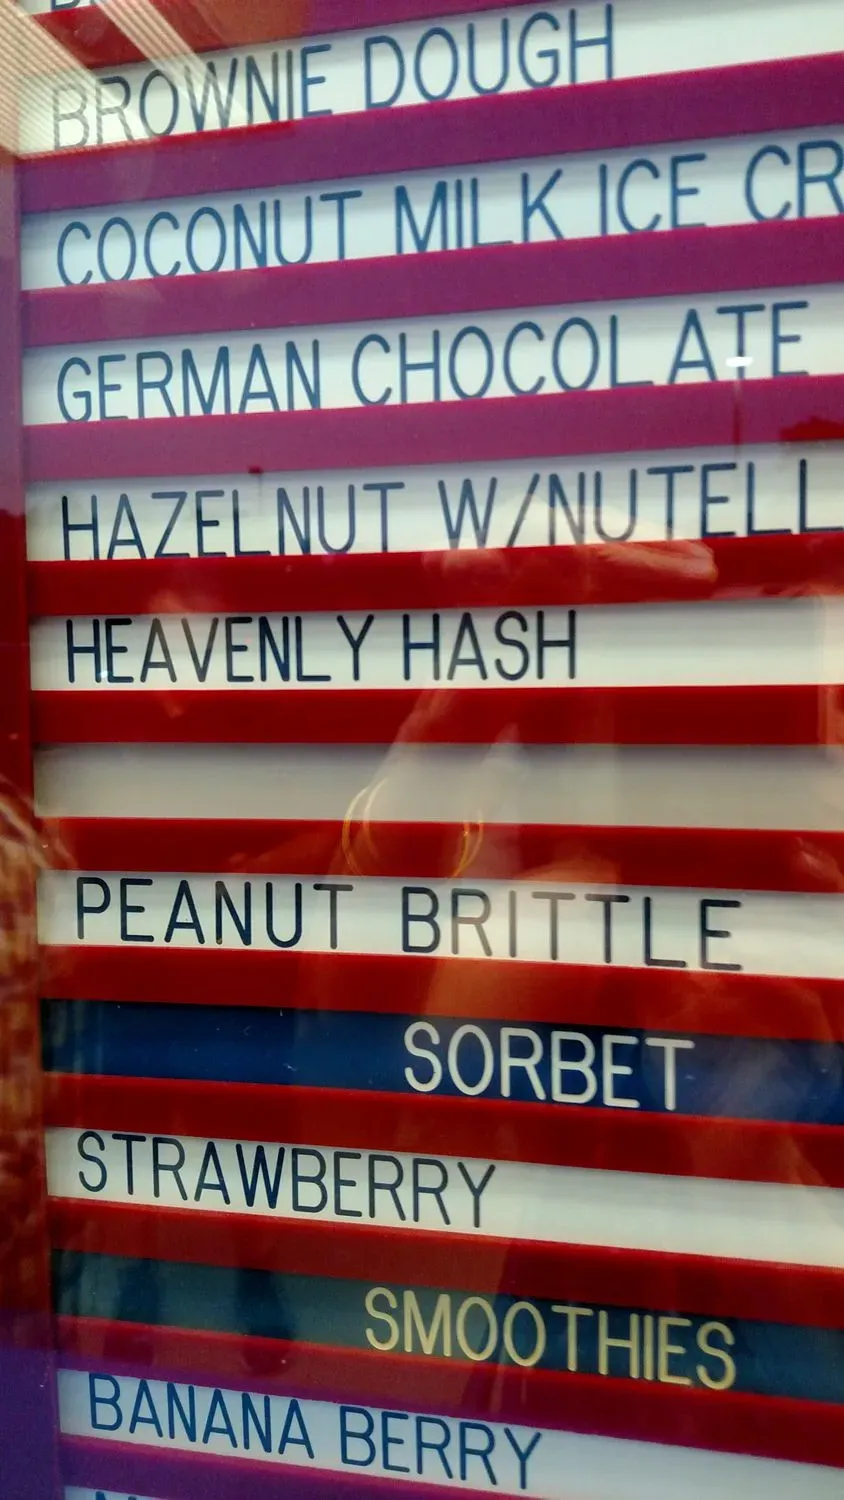 BROWNIE DOUGH
COCONUT MILK ICE CR
GERMAN CHOCOLATE
HAZELNUT W/NUTELL
HEAVENLY HASH
PEANUT BRITTLE
SORBET
STRAWBERRY
SMOOTHIES
BANANA BERRY